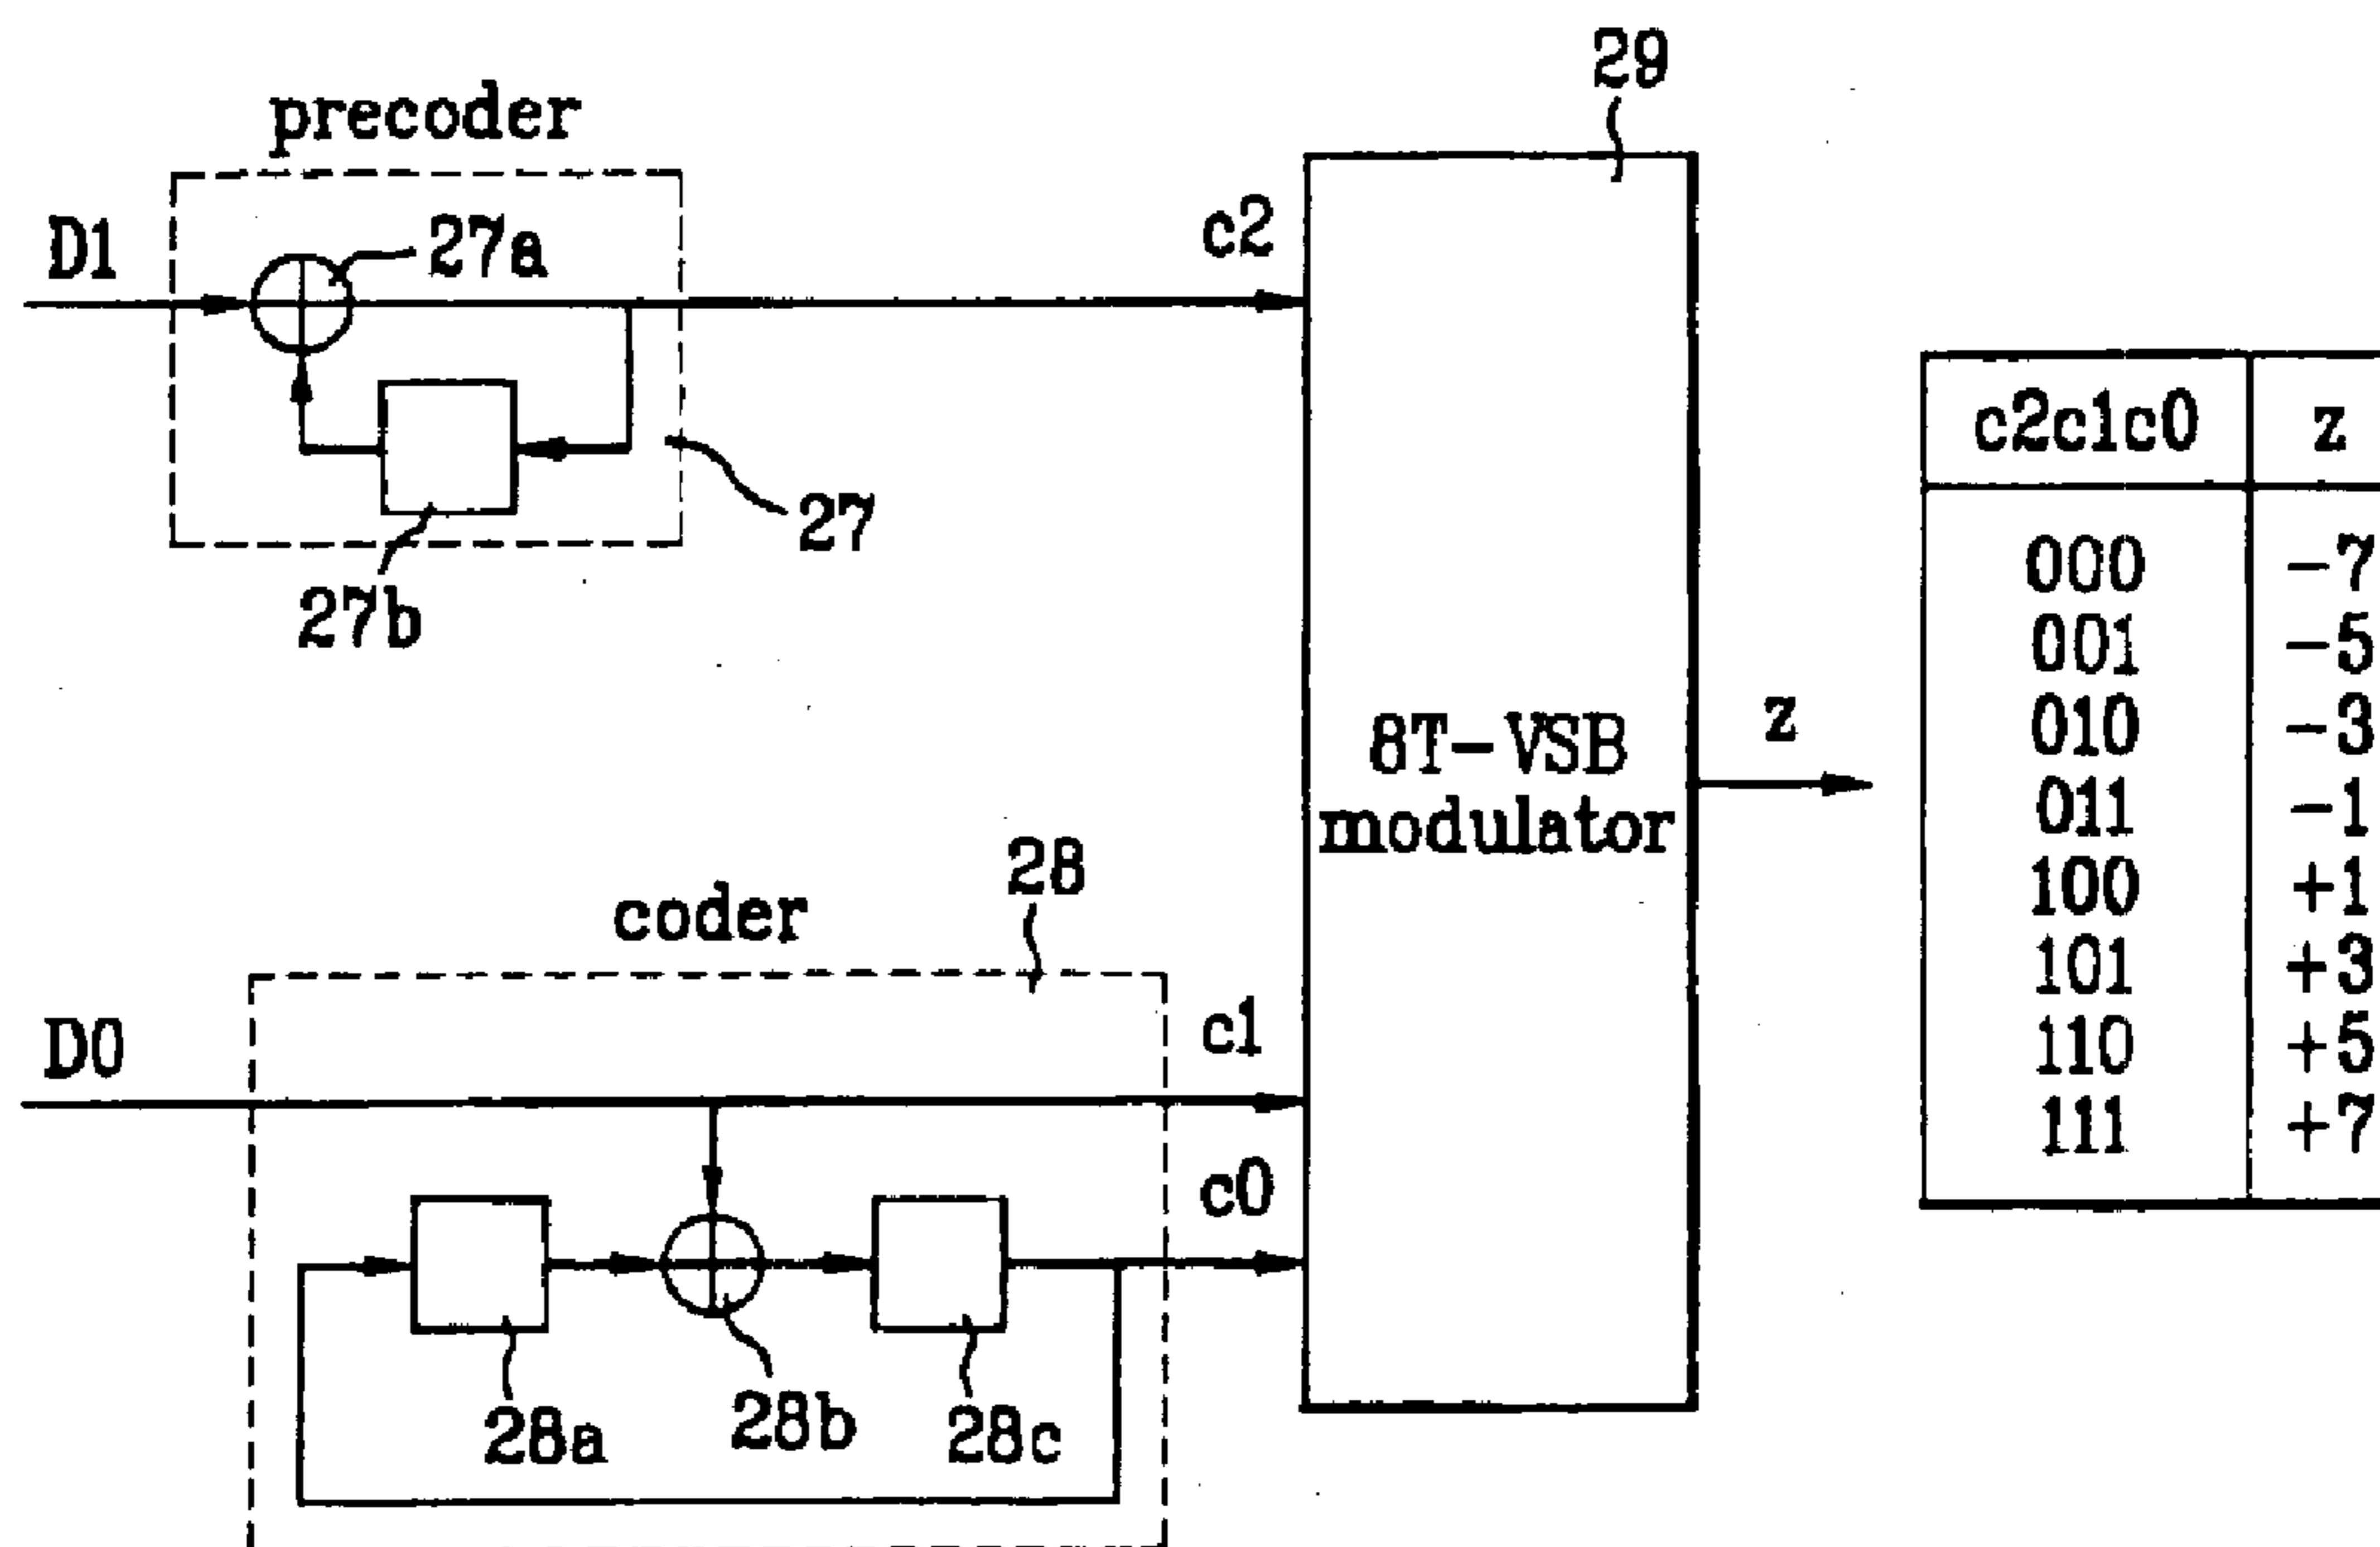 29
precoder
D1
27a
c2
27
27b
8T-VSB
modulator
z
coder
28
D0
c1
c0
28a
28b
28c
c2c1c0 z
000 -7
001 -5
010 -3
011 -1
100 +1
101 +3
110 +5
111 +7